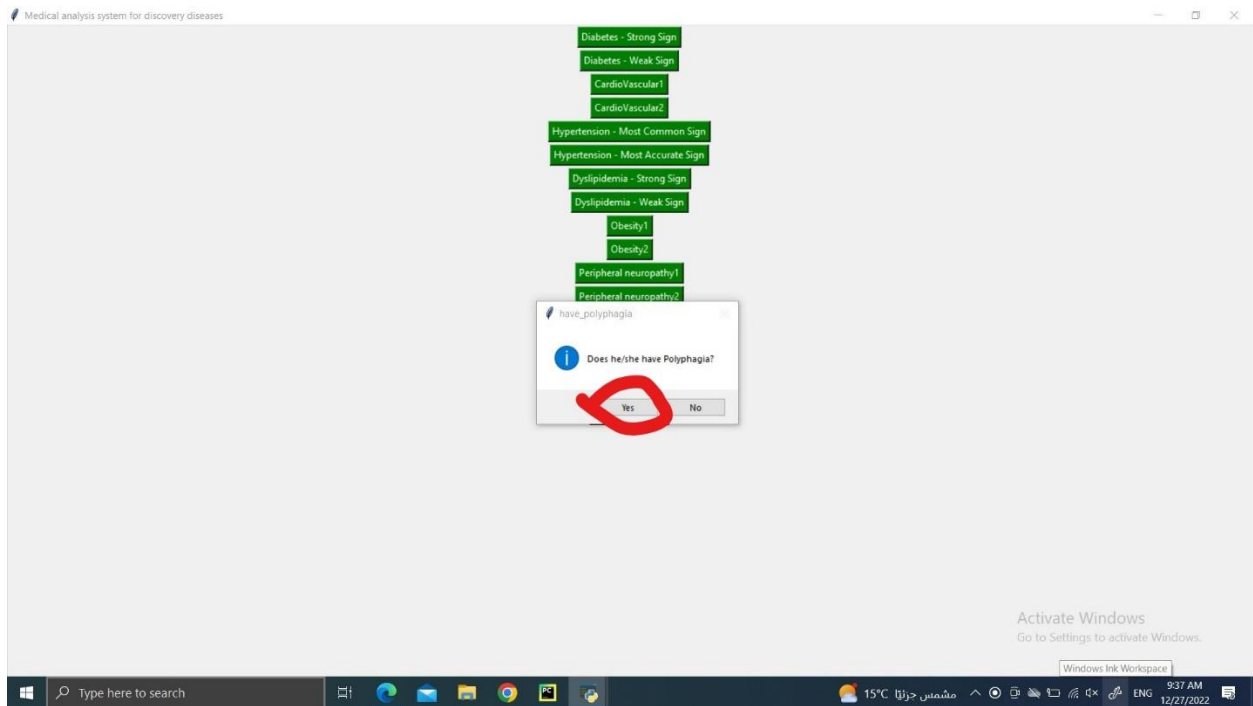 Medical analysis system for discovery diseases
Diabetes - Strong Sign
Diabetes - Weak Sign
CardioVascular1
CardioVascular2
Hypertension - Most Common Sign
Hypertension - Most Accurate Sign
Dyslipidemia - Strong Sign
Dyslipidemia - Weak Sign
Obesity1
Obesity2
Peripheral neuropathy1
Peripheral neuropathy2
have_polyphagia
Does he/she have Polyphagia?
Yes No
Activate Windows
Go to Settings to activate Windows.
Windows Ink Workspace
Type here to search
15°C مشمس جزئيًا
ENG
9:37 AM
12/27/2022